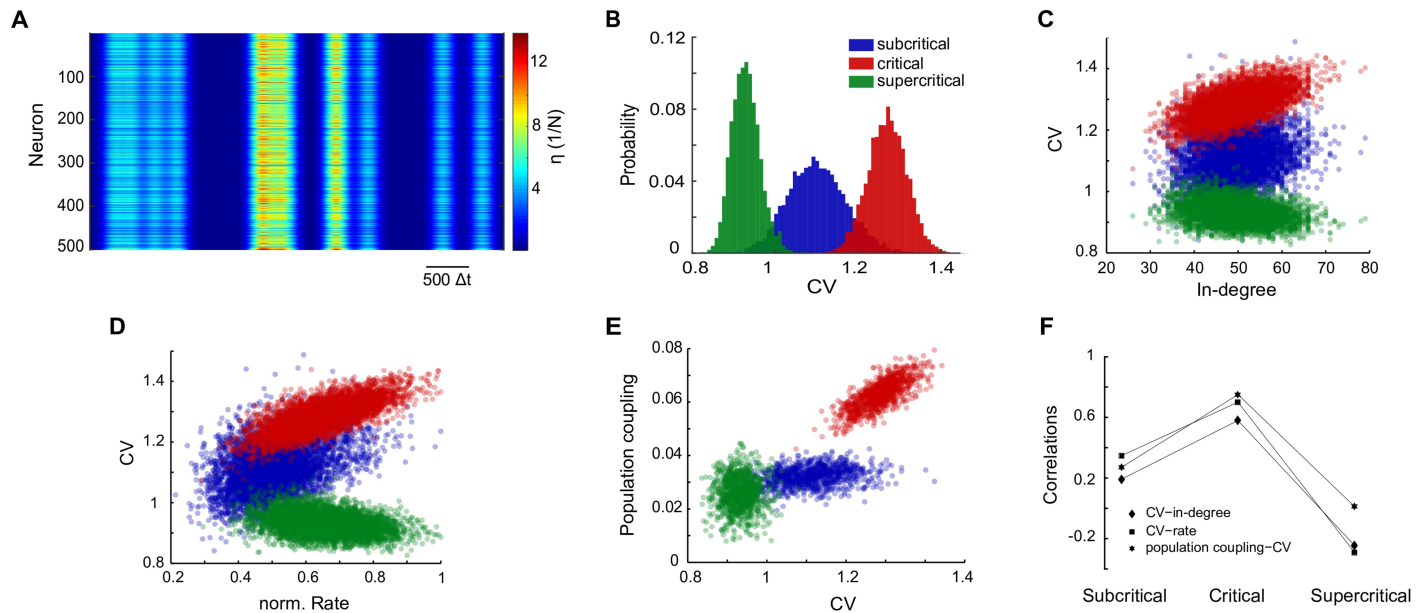 A
Neuron
100
200
300
400
500
12
8
4
η (1/N)
500 Δt
B
0.12
0.08
0.04
0
Probability
0.8
1
1.2
1.4
CV
subcritical
critical
supercritical
C
1.4
1.2
1
0.8
CV
20
30
40
50
60
70
80
In-degree
D
1.4
1.2
1
0.8
CV
0.2
0.4
0.6
0.8
1
norm. Rate
E
0.08
0.06
0.04
0.02
0
Population coupling
0.8
1
1.2
1.4
CV
F
1
0.6
0.2
-0.2
Correlations
CV−in-degree
CV−rate
population coupling−CV
Subcritical
Critical
Supercritical